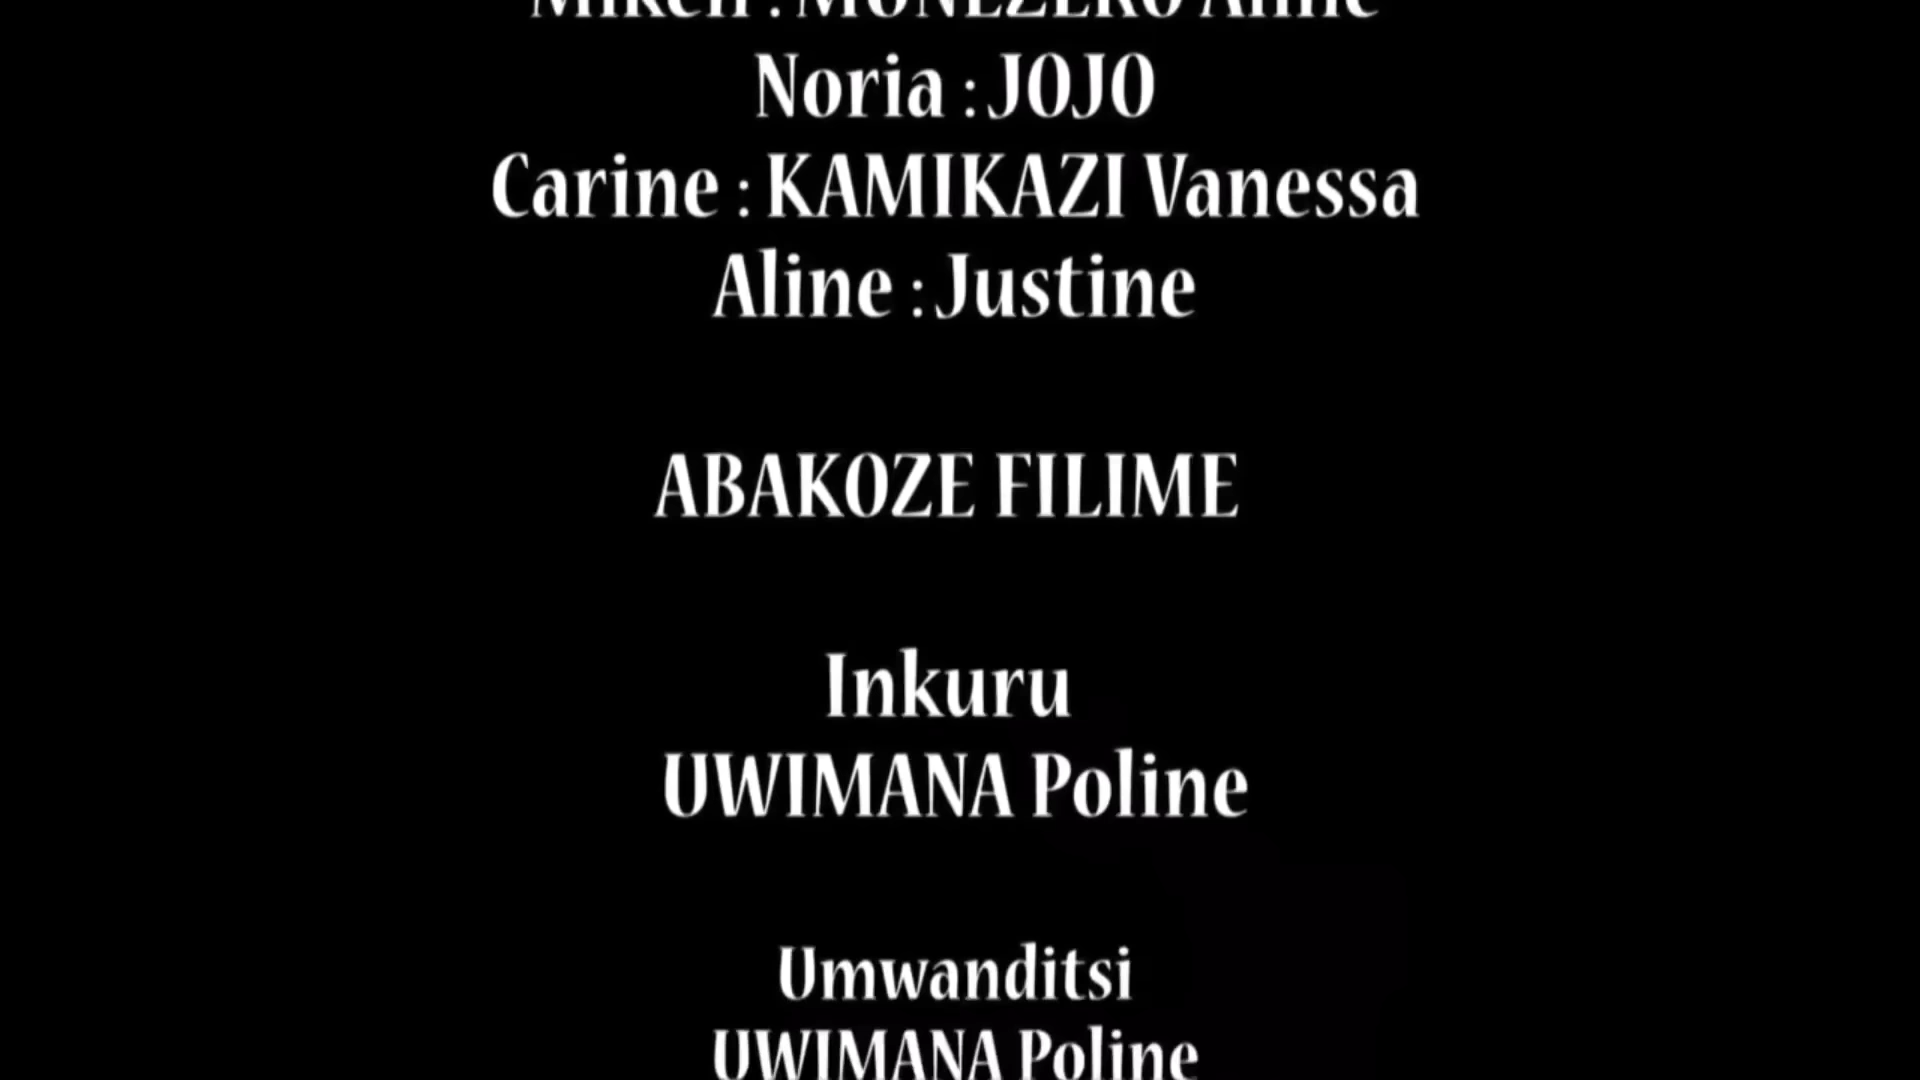 Noria : JOJO
Carine : KAMIKAZI Vanessa
Aline : Justine
ABAKOZE FILIME
Inkuru
UWIMANA Poline
Umwanditsi
UWIMANA Poline